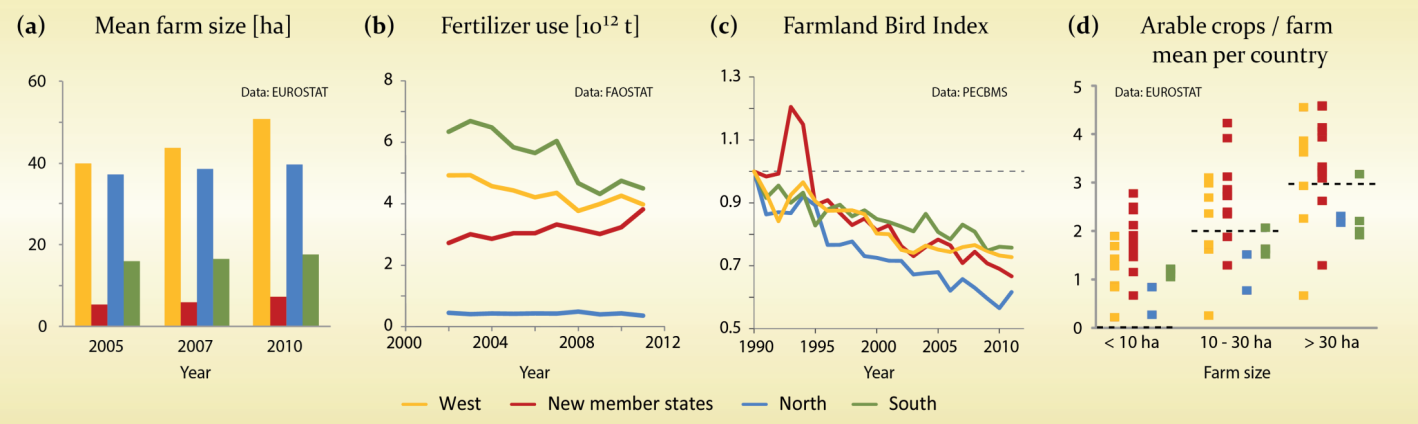 (a) Mean farm size [ha]
60
40
20
0
Data: EUROSTAT
2005 2007 2010
Year
(b) Fertilizer use [10¹² t]
8
6
4
2
0
Data: FAOSTAT
2000 2004 2008 2012
Year
(c) Farmland Bird Index
1.3
1.1
0.9
0.7
0.5
Data: PECBMS
1990 1995 2000 2005 2010
Year
(d) Arable crops / farm
mean per country
5
4
3
2
1
0
Data: EUROSTAT
< 10 ha 10 - 30 ha > 30 ha
Farm size
West New member states North South